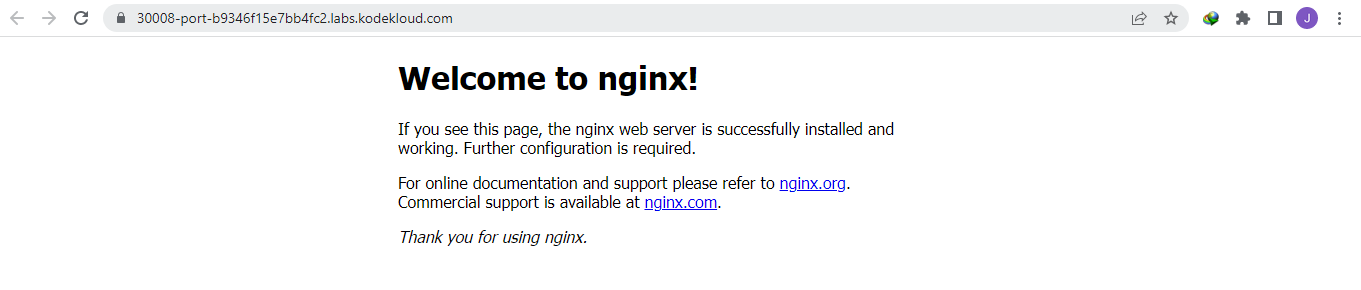 30008-port-b9346f15e7bb4fc2.labs.kodekloud.com
J
Welcome to nginx!
If you see this page, the nginx web server is successfully installed and
working. Further configuration is required.
For online documentation and support please refer to nginx.org.
Commercial support is available at nginx.com.
Thank you for using nginx.